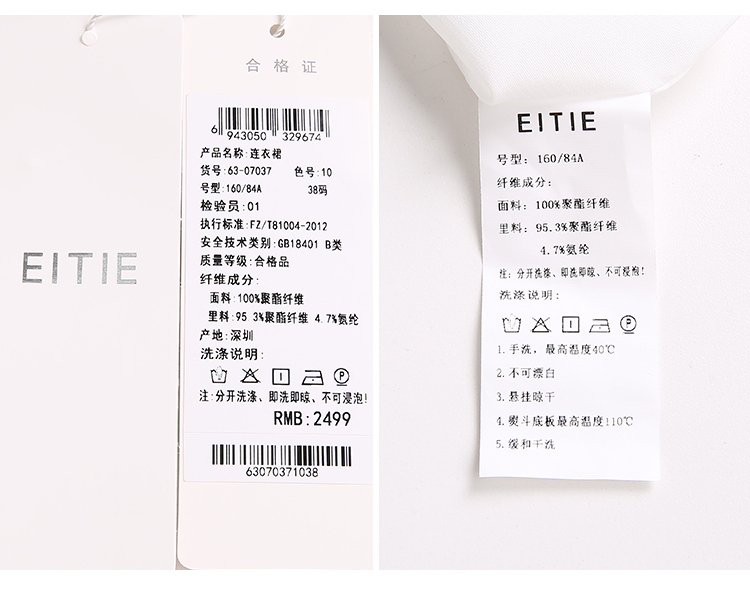 EITIE
合格证
6 943050 329674
产品名称:连衣裙
货号:63-07037 色号:10
号型:160/84A 38码
检验员:01
执行标准:FZ/T81004-2012
安全技术类别:GB18401 B类
质量等级:合格品
纤维成分:
面料:100%聚酯纤维
里料:95.3%聚酯纤维 4.7%氨纶
产地:深圳
洗涤说明:
注:分开洗涤、即洗即晾、不可浸泡!
RMB:2499
63070371038
EITIE
号型: 160/84A
纤维成分:
面料: 100%聚酯纤维
里料: 95.3%聚酯纤维
4.7%氨纶
注: 分开洗涤、即洗即晾、不可浸泡!
洗涤说明:
1.手洗，最高温度40℃
2.不可漂白
3.悬挂晾干
4.熨斗底板最高温度110℃
5.缓和干洗